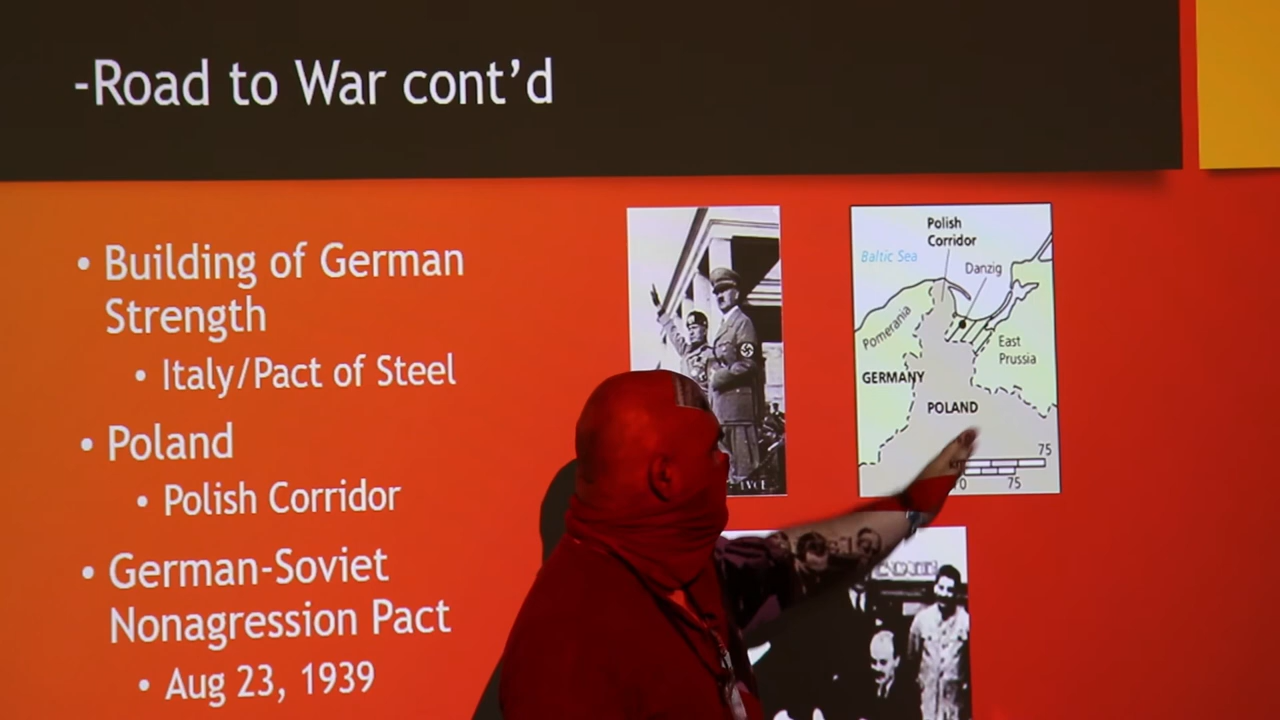 -Road to War cont’d
• Building of German
Strength
• Italy/Pact of Steel
• Poland
• Polish Corridor
• German-Soviet
Nonagression Pact
• Aug 23, 1939
Polish
Corridor
Baltic Sea
Danzig
Pomerania
East
Prussia
GERMANY
POLAND
75
75